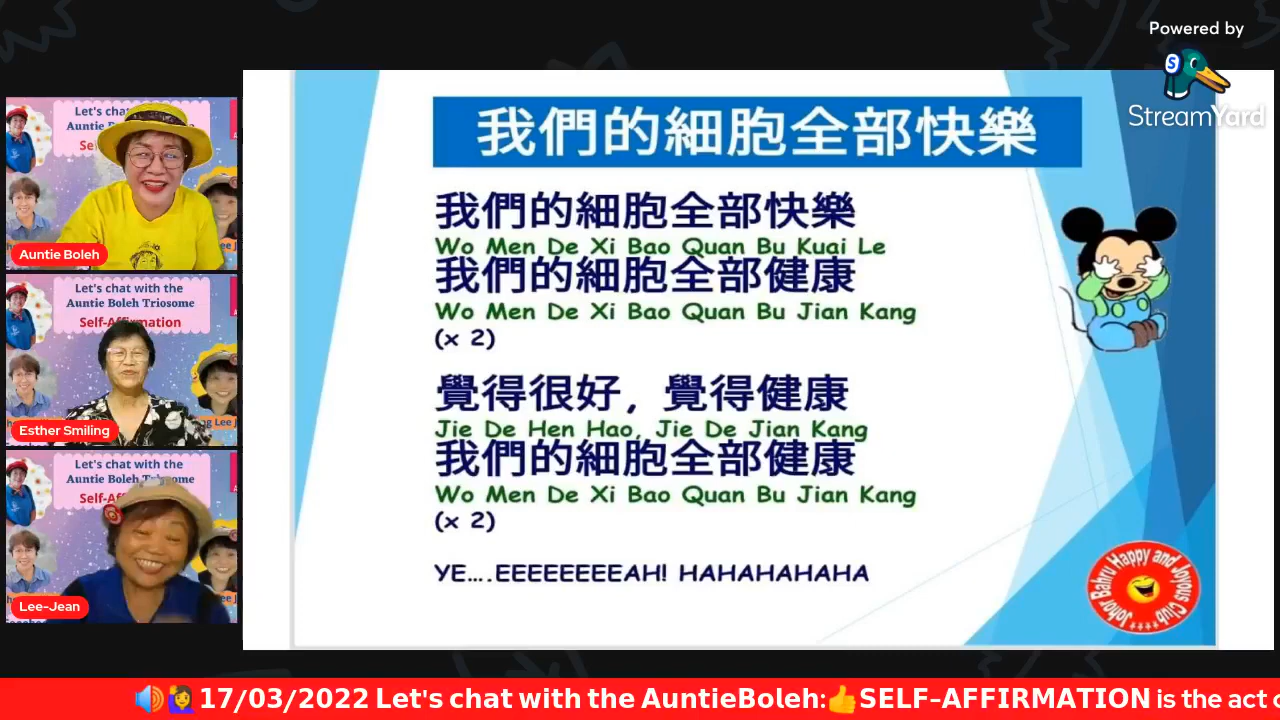 Powered by
StreamYard
Let's chat
Auntie B
Auntie Boleh
Let's chat with the
Auntie Boleh Triosome
Self-Affirmation
Esther Smiling
Let's chat with the
Auntie Boleh Triosome
Self-Aff
Lee-Jean
我們的細胞全部快樂
我們的細胞全部快樂
Wo Men De Xi Bao Quan Bu Kuai Le
我們的細胞全部健康
Wo Men De Xi Bao Quan Bu Jian Kang
(x 2)
覺得很好，覺得健康
Jie De Hen Hao, Jie De Jian Kang
我們的細胞全部健康
Wo Men De Xi Bao Quan Bu Jian Kang
(x 2)
YE....EEEEEEEEAH! HAHAHAHAHA
Johor Bahru Happy and Joyous Club
17/03/2022 Let's chat with the AuntieBoleh:👍SELF-AFFIRMATION is the act